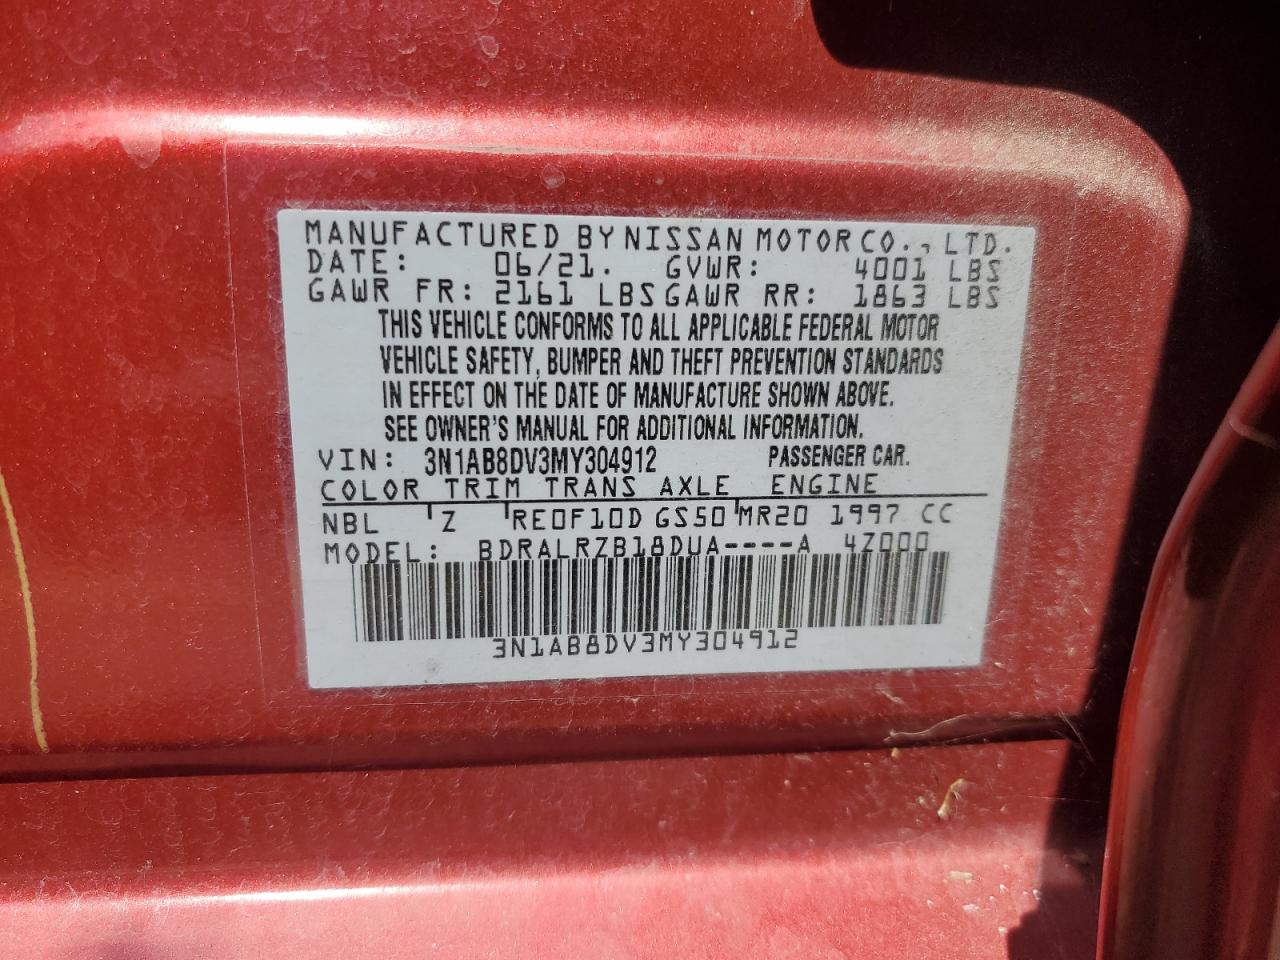 MANUFACTURED BY NISSAN MOTOR CO., LTD.
DATE: 06/21. GVWR: 4001 LBS
GAWR FR: 2161 LBS GAWR RR: 1863 LBS
THIS VEHICLE CONFORMS TO ALL APPLICABLE FEDERAL MOTOR
VEHICLE SAFETY, BUMPER AND THEFT PREVENTION STANDARDS
IN EFFECT ON THE DATE OF MANUFACTURE SHOWN ABOVE.
SEE OWNER'S MANUAL FOR ADDITIONAL INFORMATION.
VIN: 3N1AB8DV3MY304912 PASSENGER CAR.
COLOR TRIM TRANS AXLE ENGINE
NBL Z RE0F10D GS50 MR20 1997 CC
MODEL: BDRALRZB18DUA----A 4Z000
3N1AB8DV3MY304912